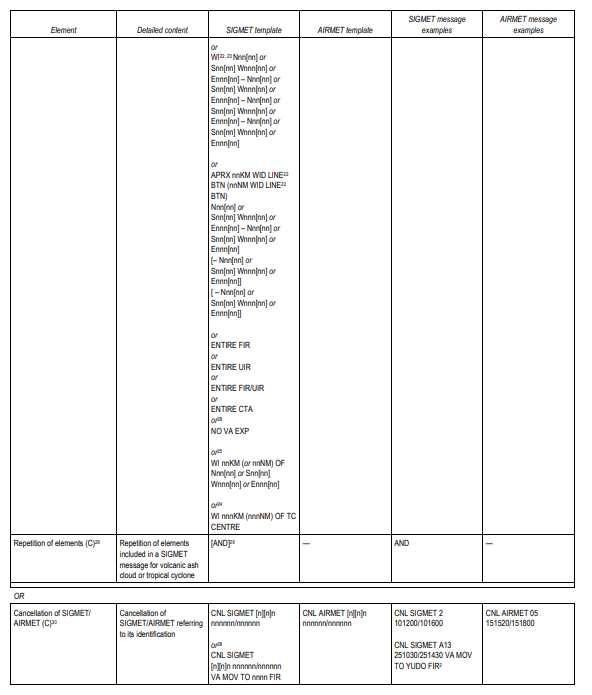 Element
Detailed content
SIGMET template
AIRMET template
SIGMET message
examples
AIRMET message
examples
or
WI²²,²³ Nnn[nn] or
Snn[nn] Wnnn[nn] or
Ennn[nn] – Nnn[nn] or
Snn[nn] Wnnn[nn] or
Ennn[nn] – Nnn[nn] or
Snn[nn] Wnnn[nn] or
Ennn[nn] – Nnn[nn] or
Snn[nn] Wnnn[nn] or
Ennn[nn]
or
APRX nnKM WID LINE²²
BTN (nnNM WID LINE²²
BTN)
Nnn[nn] or
Snn[nn] Wnnn[nn] or
Ennn[nn] – Nnn[nn] or
Snn[nn] Wnnn[nn] or
Ennn[nn]
[– Nnn[nn] or
Snn[nn] Wnnn[nn] or
Ennn[nn]]
[ – Nnn[nn] or
Snn[nn] Wnnn[nn] or
Ennn[nn]]
or
ENTIRE FIR
or
ENTIRE UIR
or
ENTIRE FIR/UIR
or
ENTIRE CTA
or²⁸
NO VA EXP
or²⁵
WI nnKM (or nnNM) OF
Nnn[nn] or Snn[nn]
Wnnn[nn] or Ennn[nn]
or²⁴
WI nnnKM (nnnNM) OF TC
CENTRE
Repetition of elements (C)²⁹
Repetition of elements
included in a SIGMET
message for volcanic ash
cloud or tropical cyclone
[AND]²⁹
—
AND
—
OR
Cancellation of SIGMET/
AIRMET (C)³⁰
Cancellation of
SIGMET/AIRMET referring
to its identification
CNL SIGMET [n][n]n
nnnnnn/nnnnnn
or²⁸
CNL SIGMET
[n][n]n nnnnnn/nnnnnn
VA MOV TO nnnn FIR
CNL AIRMET [n][n]n
nnnnnn/nnnnnn
CNL SIGMET 2
101200/101600
CNL SIGMET A13
251030/251430 VA MOV
TO YUDO FIR²
CNL AIRMET 05
151520/151800